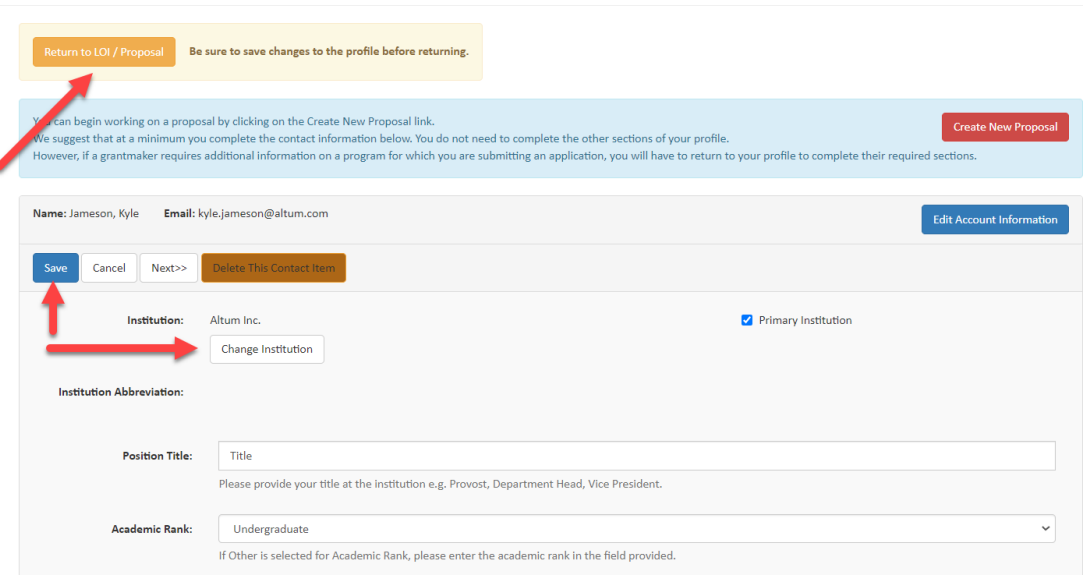 Return to LOI / Proposal Be sure to save changes to the profile before returning.
You can begin working on a proposal by clicking on the Create New Proposal link.
We suggest that at a minimum you complete the contact information below. You do not need to complete the other sections of your profile.
However, if a grantmaker requires additional information on a program for which you are submitting an application, you will have to return to your profile to complete their required sections.
Create New Proposal
Name: Jameson, Kyle Email: kyle.jameson@altum.com
Edit Account Information
Save Cancel Next>> Delete This Contact Item
Institution: Altum Inc. Primary Institution
Change Institution
Institution Abbreviation:
Position Title: Title
Please provide your title at the institution e.g. Provost, Department Head, Vice President.
Academic Rank: Undergraduate
If Other is selected for Academic Rank, please enter the academic rank in the field provided.